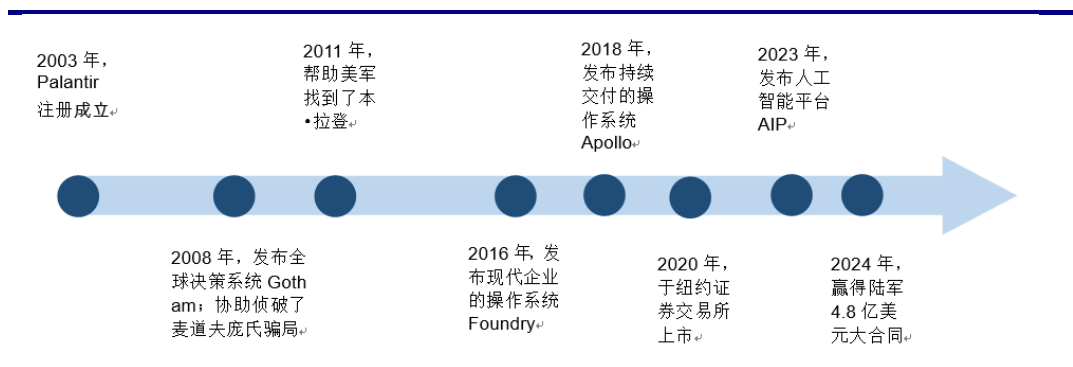 2003 年，
Palantir
注册成立↵
2008 年，发布全
球决策系统 Goth
am；协助侦破了
麦道夫庞氏骗局↵
2011 年，
帮助美军
找到了本
•拉登↵
2016 年，发
布现代企业
的操作系统
Foundry↵
2018 年，
发布持续
交付的操
作系统
Apollo↵
2020 年，
于纽约证
券交易所
上市↵
2023 年，
发布人工
智能平台
AIP↵
2024 年，
赢得陆军
4.8 亿美
元大合同↵